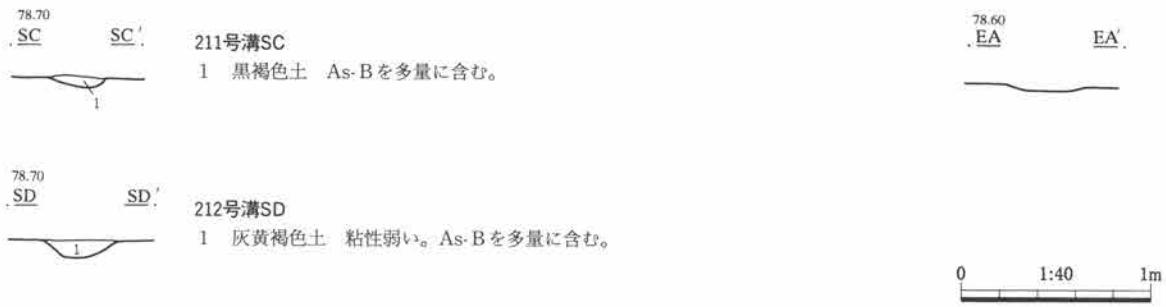 78.70
SC SC′
211号溝SC
1 黒褐色土 As-Bを多量に含む。
1
78.70
SD SD′
212号溝SD
1 灰黄褐色土 粘性弱い。As-Bを多量に含む。
1
78.60
EA EA′
0 1:40 1m